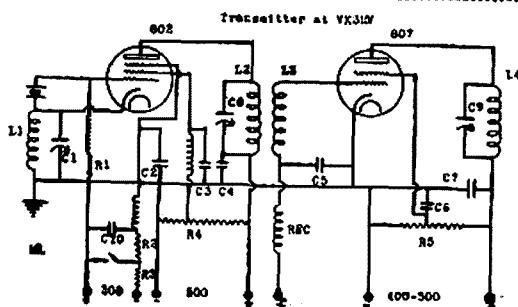 Transmitter at VK3MV
802
807
L2
L3
L4
C8
C9
L1
C1
R1
C2
C3
C4
C5
C7
C6
C10
R2
R4
RFC
R5
R3
300
500
400-500